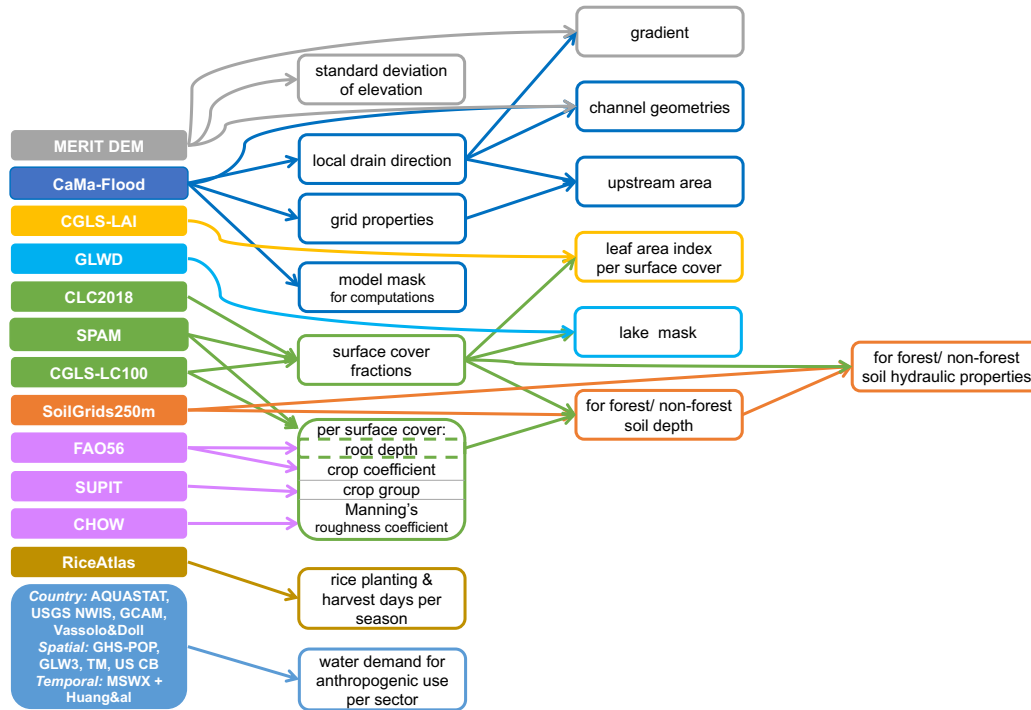 MERIT DEM
CaMa-Flood
CGLS-LAI
GLWD
CLC2018
SPAM
CGLS-LC100
SoilGrids250m
FAO56
SUPIT
CHOW
RiceAtlas
Country: AQUASTAT,
USGS NWIS, GCAM,
Vassolo&Doll
Spatial: GHS-POP,
GLW3, TM, US CB
Temporal: MSWX +
Huang&al
standard deviation
of elevation
local drain direction
grid properties
model mask
for computations
surface cover
fractions
per surface cover:
root depth
crop coefficient
crop group
Manning's
roughness coefficient
rice planting &
harvest days per
season
water demand for
anthropogenic use
per sector
gradient
channel geometries
upstream area
leaf area index
per surface cover
lake mask
for forest/ non-forest
soil depth
for forest/ non-forest
soil hydraulic properties